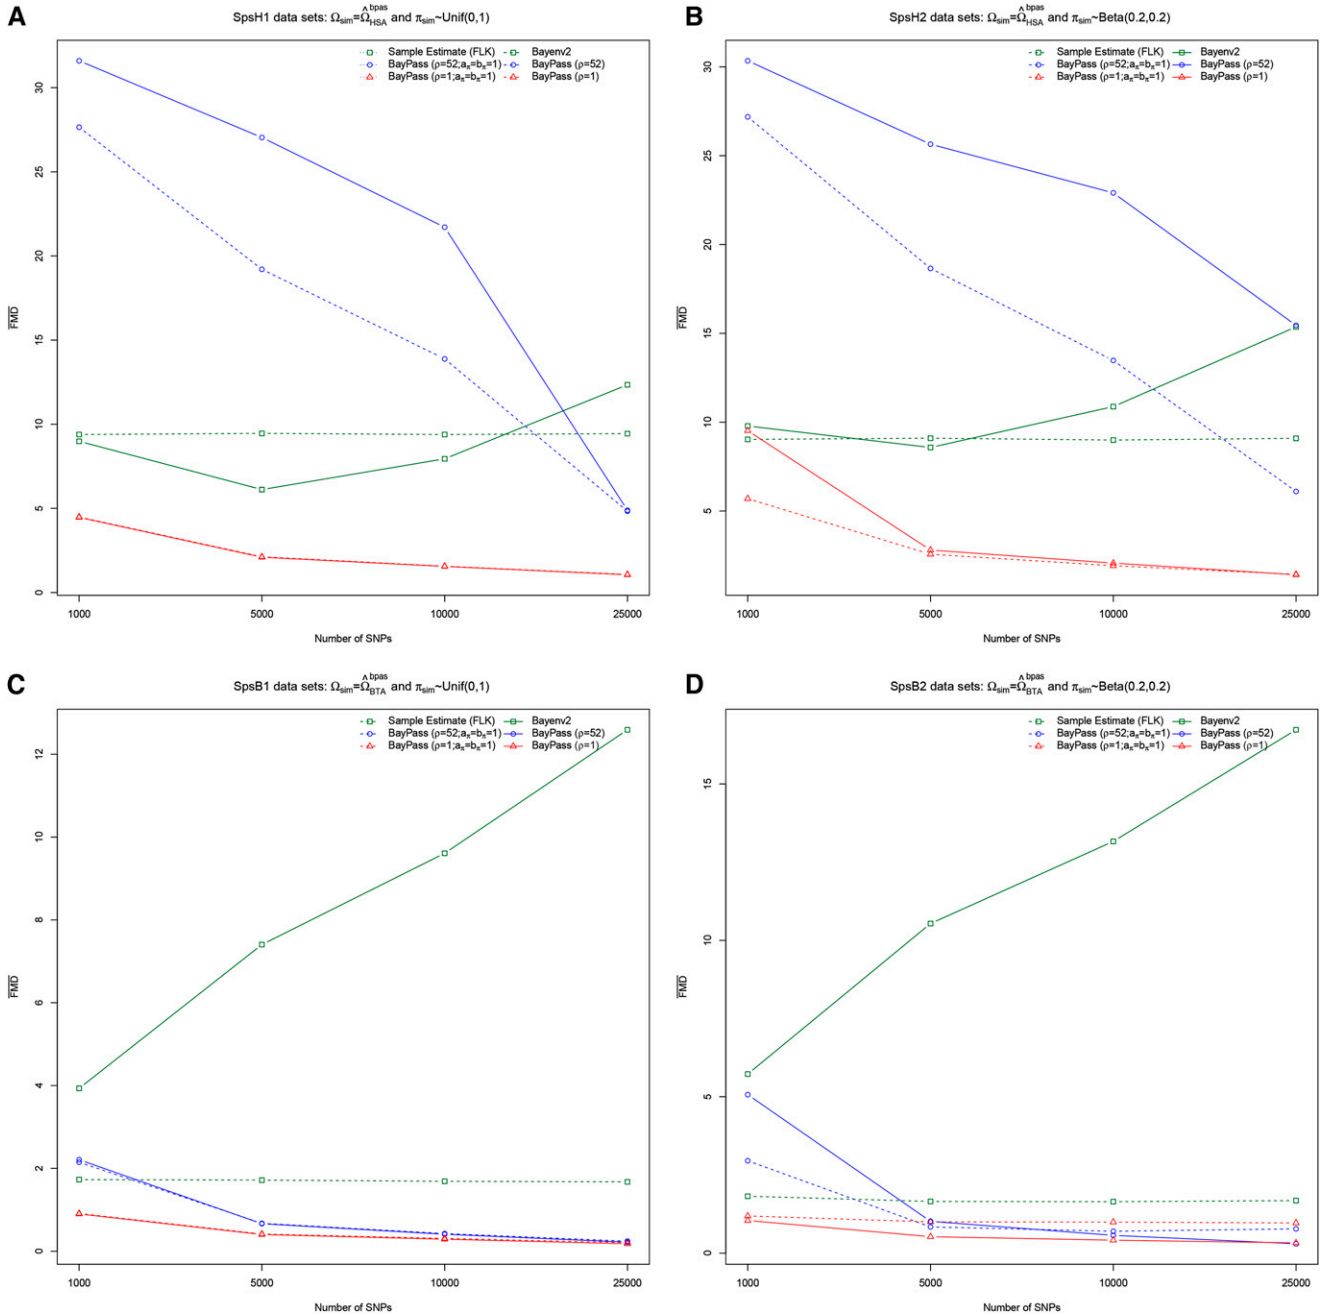 A
SpsH1 data sets: Ω_sim=Ω̂_HSA^bpas and π_sim~Unif(0,1)
Sample Estimate (FLK) Bayenv2
BayPass (ρ=52;a_π=b_π=1) BayPass (ρ=52)
BayPass (ρ=1;a_π=b_π=1) BayPass (ρ=1)
30
25
20
15
10
5
0
FMD
1000 5000 10000 25000
Number of SNPs
B
SpsH2 data sets: Ω_sim=Ω̂_HSA^bpas and π_sim~Beta(0.2,0.2)
Sample Estimate (FLK) Bayenv2
BayPass (ρ=52;a_π=b_π=1) BayPass (ρ=52)
BayPass (ρ=1;a_π=b_π=1) BayPass (ρ=1)
30
25
20
15
10
5
FMD
1000 5000 10000 25000
Number of SNPs
C
SpsB1 data sets: Ω_sim=Ω̂_BTA^bpas and π_sim~Unif(0,1)
Sample Estimate (FLK) Bayenv2
BayPass (ρ=52;a_π=b_π=1) BayPass (ρ=52)
BayPass (ρ=1;a_π=b_π=1) BayPass (ρ=1)
12
10
8
6
4
2
0
FMD
1000 5000 10000 25000
Number of SNPs
D
SpsB2 data sets: Ω_sim=Ω̂_BTA^bpas and π_sim~Beta(0.2,0.2)
Sample Estimate (FLK) Bayenv2
BayPass (ρ=52;a_π=b_π=1) BayPass (ρ=52)
BayPass (ρ=1;a_π=b_π=1) BayPass (ρ=1)
15
10
5
0
FMD
1000 5000 10000 25000
Number of SNPs